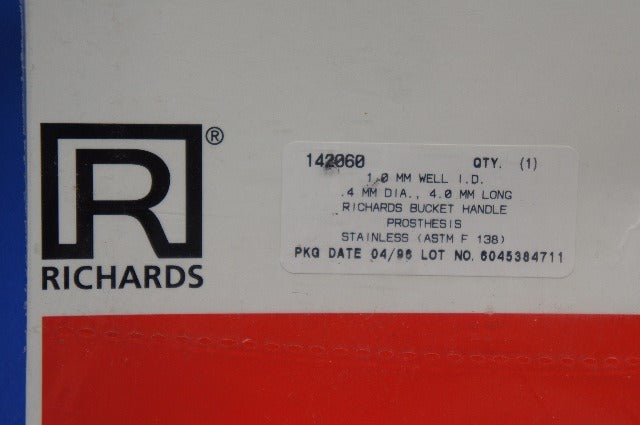 R®
RICHARDS
142060 QTY. (1)
1.0 MM WELL I.D.
.4 MM DIA., 4.0 MM LONG
RICHARDS BUCKET HANDLE
PROSTHESIS
STAINLESS (ASTM F 138)
PKG DATE 04/96 LOT NO. 6045384711